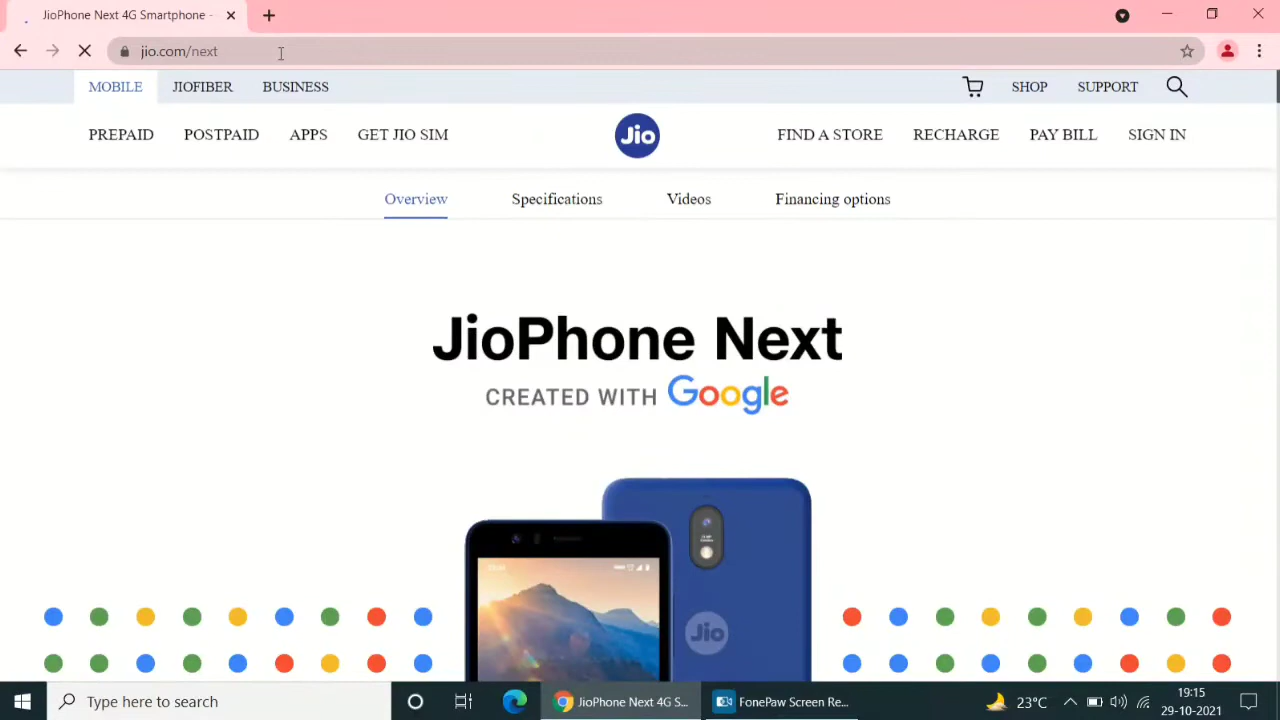 JioPhone Next 4G Smartphone -
jio.com/next
MOBILE JIOFIBER BUSINESS SHOP SUPPORT
PREPAID POSTPAID APPS GET JIO SIM Jio FIND A STORE RECHARGE PAY BILL SIGN IN
Overview Specifications Videos Financing options
JioPhone Next
CREATED WITH Google
Jio
Type here to search JioPhone Next 4G S... FonePaw Screen Re... 23°C 19:15
29-10-2021